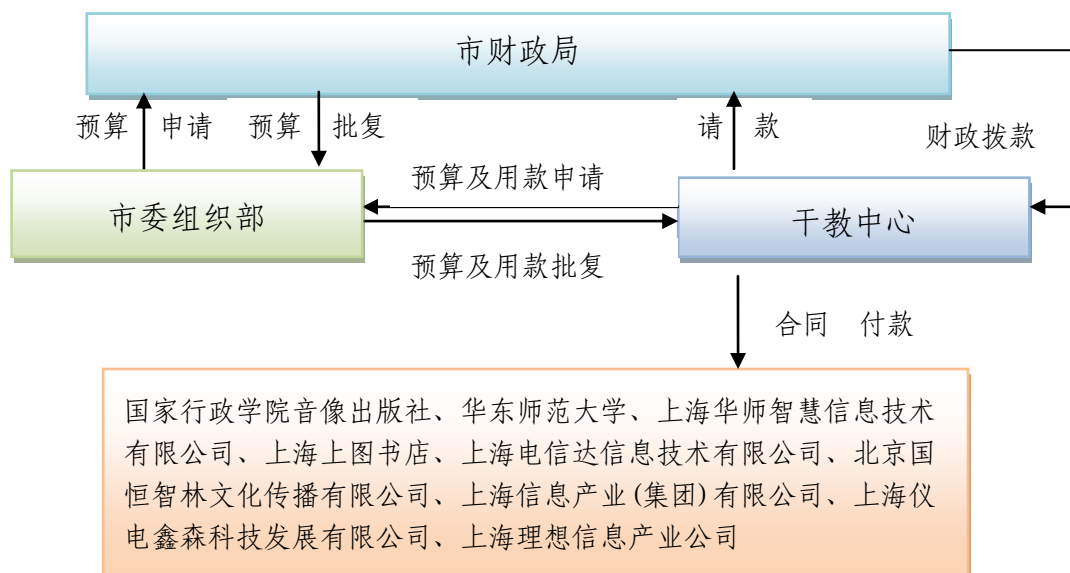 市财政局
预算 申请 预算 批复 请 款
财政拨款
预算及用款申请
市委组织部
干教中心
预算及用款批复
合同 付款
国家行政学院音像出版社、华东师范大学、上海华师智慧信息技术
有限公司、上海上图书店、上海电信达信息技术有限公司、北京国
恒智林文化传播有限公司、上海信息产业(集团)有限公司、上海仪
电鑫森科技发展有限公司、上海理想信息产业公司